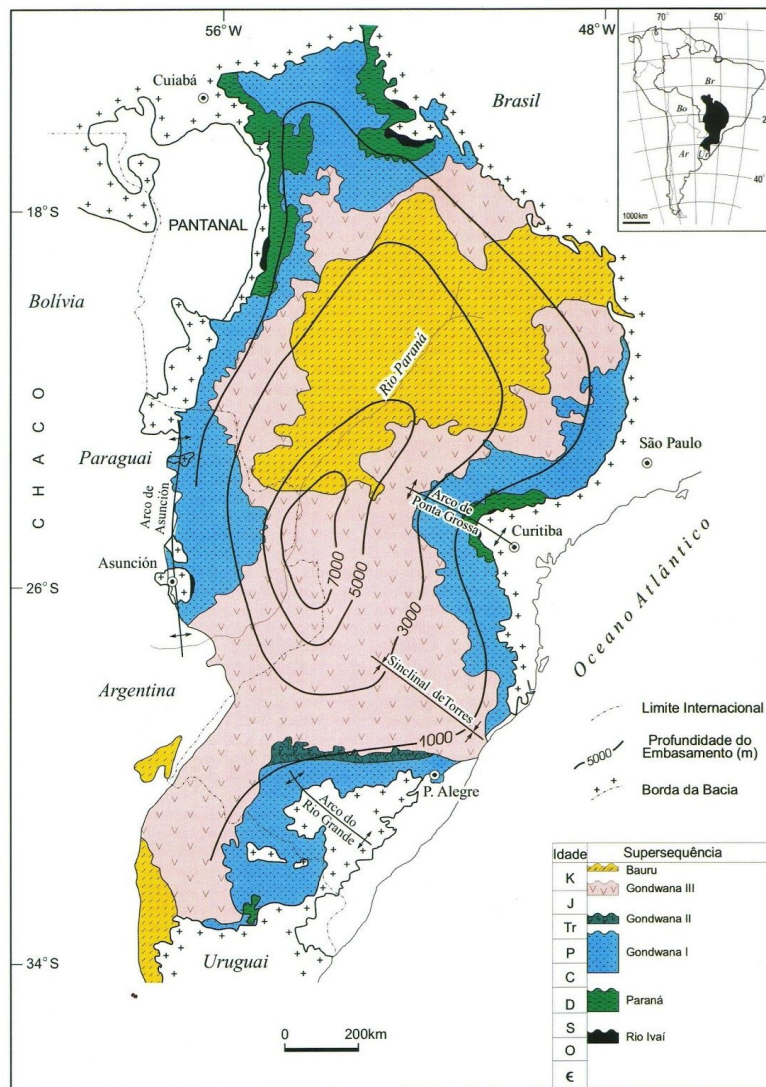 56°W
48°W
Cuiabá
Brasil
70°
50°
Br
Bo
Ar
Ur
20
40°
1000km
18°S
PANTANAL
Bolívia
Rio Paraná
CHACO
Paraguai
Arco de
Asunción
São Paulo
Arco de
Ponta Grossa
Curitiba
Asunción
7000
5000
3000
26°S
Oceano Atlântico
Argentina
Sinclinal de Torres
1000
P. Alegre
Arco do
Rio Grande
Limite Internacional
5000
Profundidade do
Embasamento (m)
Borda da Bacia
Uruguai
34°S
0
200km
Idade
Supersequência
K
Bauru
Gondwana III
J
Gondwana II
Tr
P
Gondwana I
C
D
Paraná
S
Rio Ivaí
O
Є